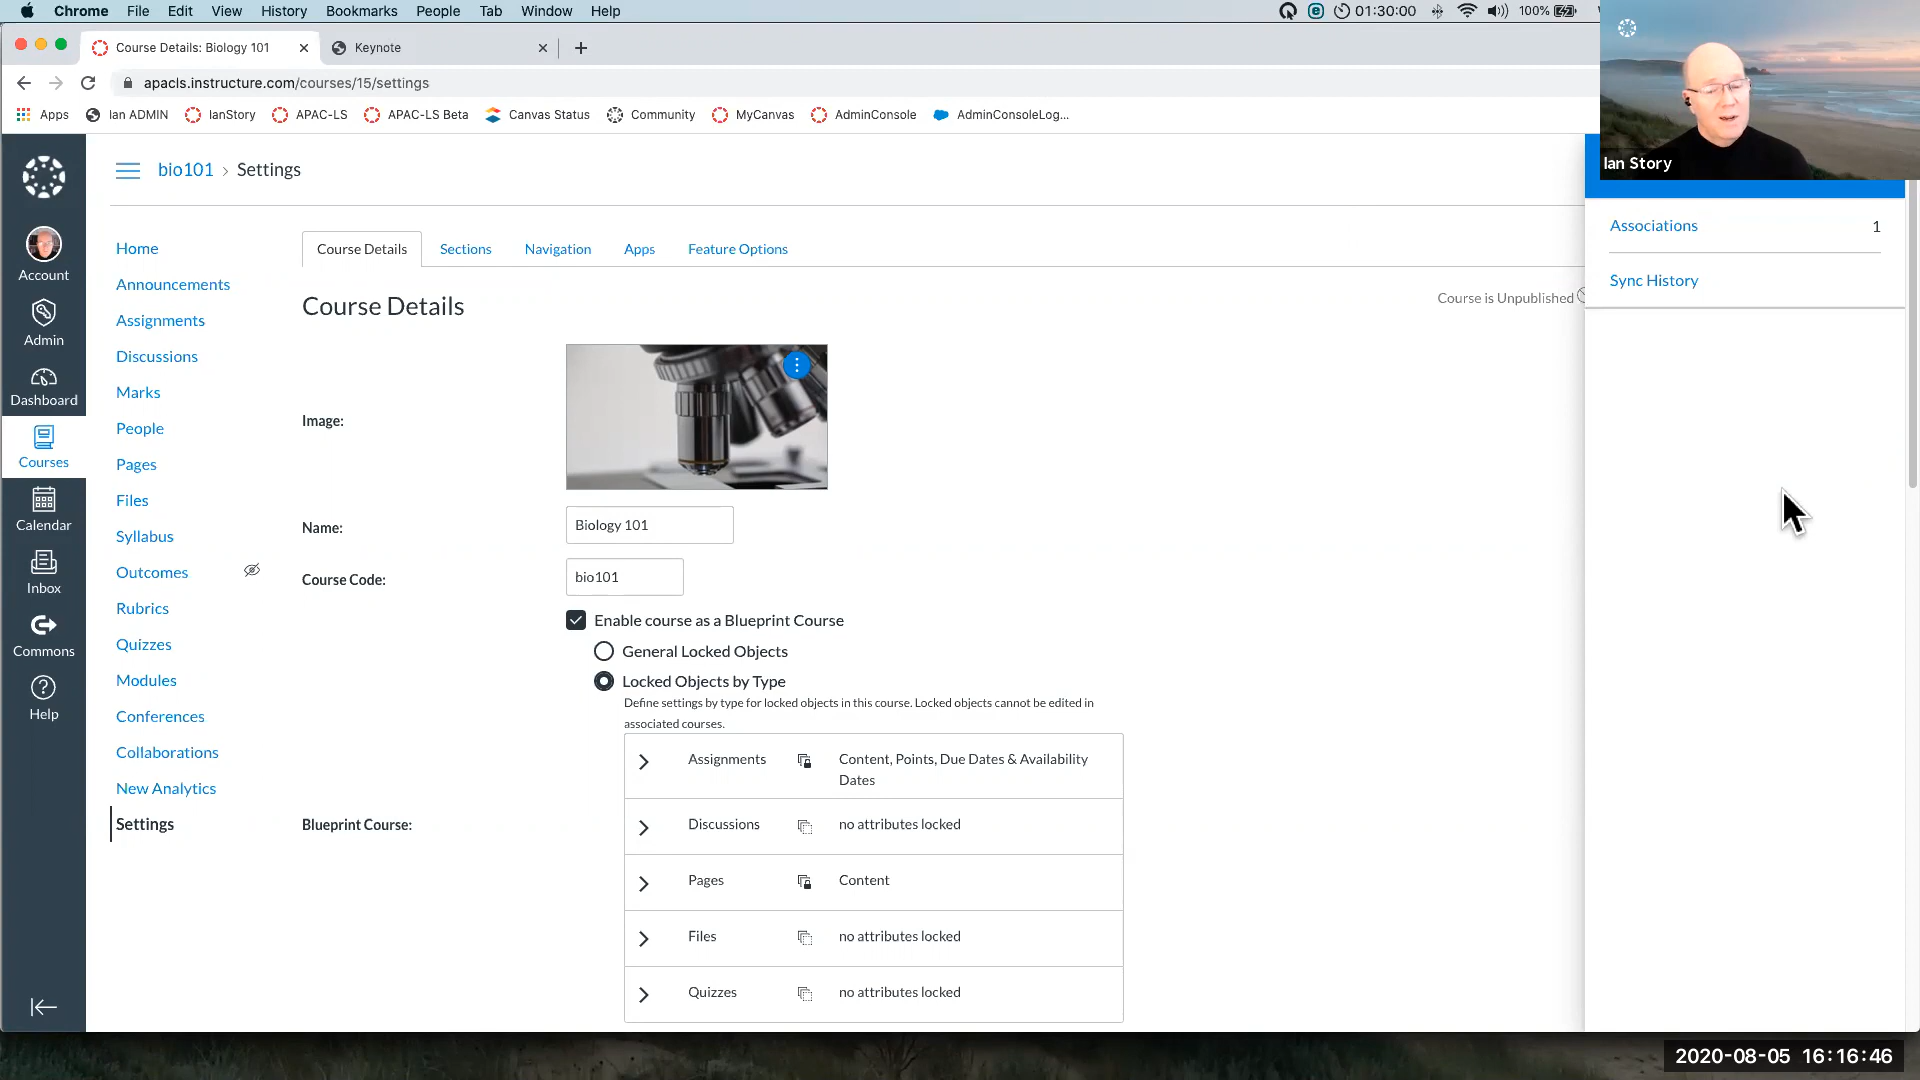 Chrome File Edit View History Bookmarks People Tab Window Help 01:30:00 100%
Course Details: Biology 101 Keynote
apacls.instructure.com/courses/15/settings
Apps Ian ADMIN IanStory APAC-LS APAC-LS Beta Canvas Status Community MyCanvas AdminConsole AdminConsoleLog...
Ian Story
bio101 › Settings
Account
Admin
Dashboard
Courses
Calendar
Inbox
Commons
Help
Home
Announcements
Assignments
Discussions
Marks
People
Pages
Files
Syllabus
Outcomes
Rubrics
Quizzes
Modules
Conferences
Collaborations
New Analytics
Settings
Course Details Sections Navigation Apps Feature Options
Course Details
Course is Unpublished
Image:
Name: Biology 101
Course Code: bio101
Blueprint Course:
Enable course as a Blueprint Course
General Locked Objects
Locked Objects by Type
Define settings by type for locked objects in this course. Locked objects cannot be edited in
associated courses.
Assignments Content, Points, Due Dates & Availability
Dates
Discussions no attributes locked
Pages Content
Files no attributes locked
Quizzes no attributes locked
Associations 1
Sync History
2020-08-05 16:16:46